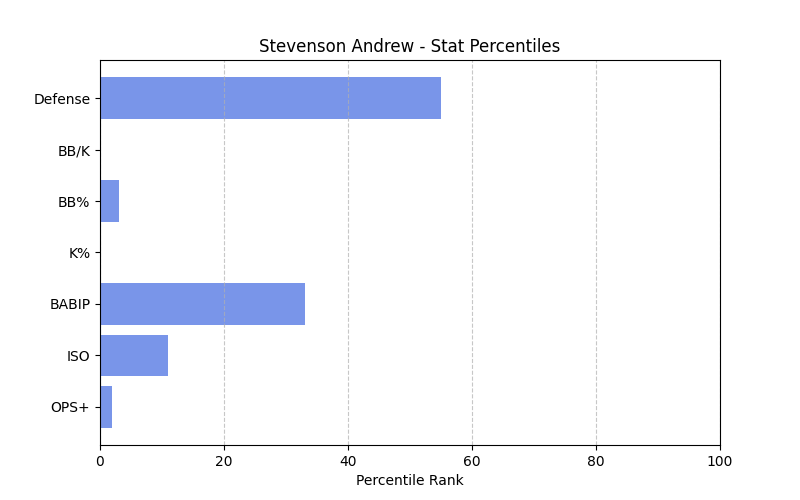 Stevenson Andrew - Stat Percentiles
Defense
BB/K
BB%
K%
BABIP
ISO
OPS+
0 20 40 60 80 100
Percentile Rank